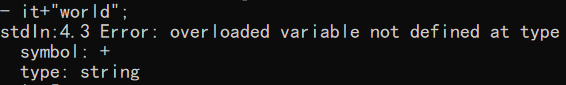 - it+"world";
stdIn:4.3 Error: overloaded variable not defined at type
  symbol: +
  type: string